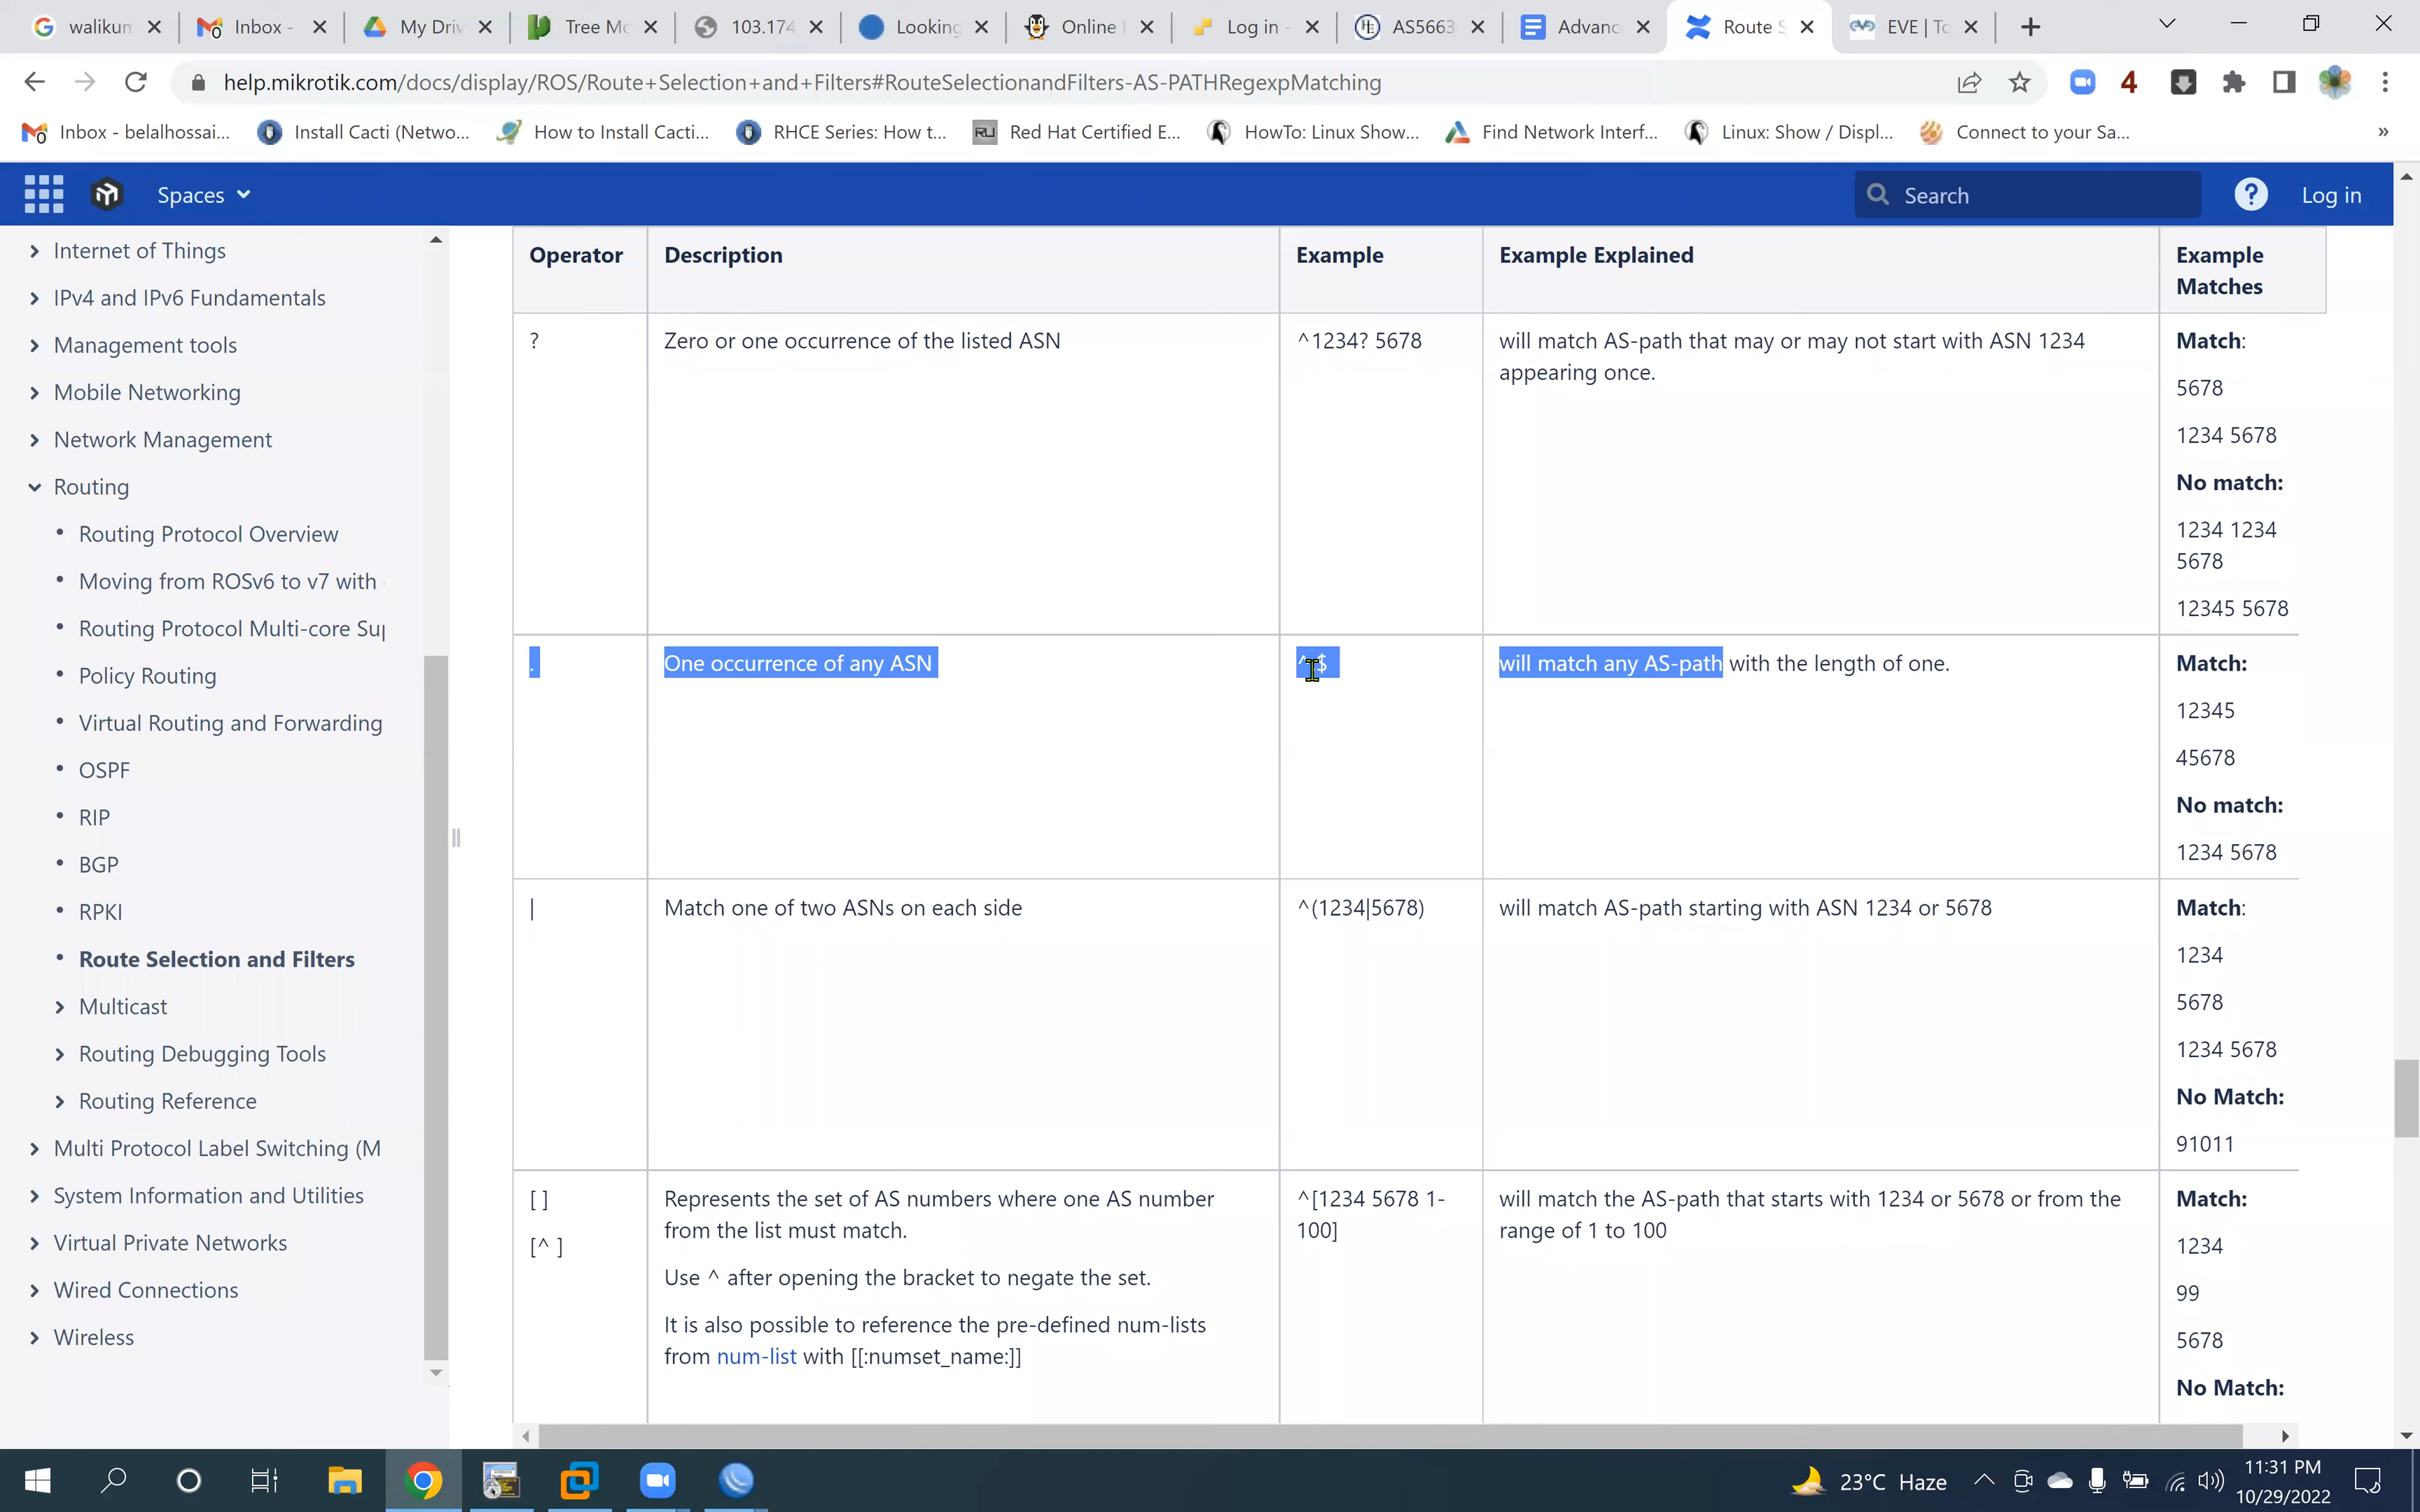 walikum
Inbox -
My Driv
Tree Mo
103.174
Looking
Online
Log in -
AS5663
Advanc
Route S
EVE | To
help.mikrotik.com/docs/display/ROS/Route+Selection+and+Filters#RouteSelectionandFilters-AS-PATHRegexpMatching
4
Inbox - belalhossai...
Install Cacti (Netwo...
How to Install Cacti...
RHCE Series: How t...
Red Hat Certified E...
HowTo: Linux Show...
Find Network Interf...
Linux: Show / Displ...
Connect to your Sa...
»
Spaces
Search
?
Log in
Internet of Things
IPv4 and IPv6 Fundamentals
Management tools
Mobile Networking
Network Management
Routing
Routing Protocol Overview
Moving from ROSv6 to v7 with
Routing Protocol Multi-core Sup
Policy Routing
Virtual Routing and Forwarding
OSPF
RIP
BGP
RPKI
Route Selection and Filters
Multicast
Routing Debugging Tools
Routing Reference
Multi Protocol Label Switching (M
System Information and Utilities
Virtual Private Networks
Wired Connections
Wireless
Operator
Description
Example
Example Explained
Example
Matches
?
Zero or one occurrence of the listed ASN
^1234? 5678
will match AS-path that may or may not start with ASN 1234
appearing once.
Match:
5678
1234 5678
No match:
1234 1234
5678
12345 5678
.
One occurrence of any ASN
will match any AS-path with the length of one.
Match:
12345
45678
No match:
1234 5678
|
Match one of two ASNs on each side
^(1234|5678)
will match AS-path starting with ASN 1234 or 5678
Match:
1234
5678
1234 5678
No Match:
91011
[ ]
[^ ]
Represents the set of AS numbers where one AS number
from the list must match.
Use ^ after opening the bracket to negate the set.
It is also possible to reference the pre-defined num-lists
from num-list with [[:numset_name:]]
^[1234 5678 1-
100]
will match the AS-path that starts with 1234 or 5678 or from the
range of 1 to 100
Match:
1234
99
5678
No Match:
23°C Haze
11:31 PM
10/29/2022